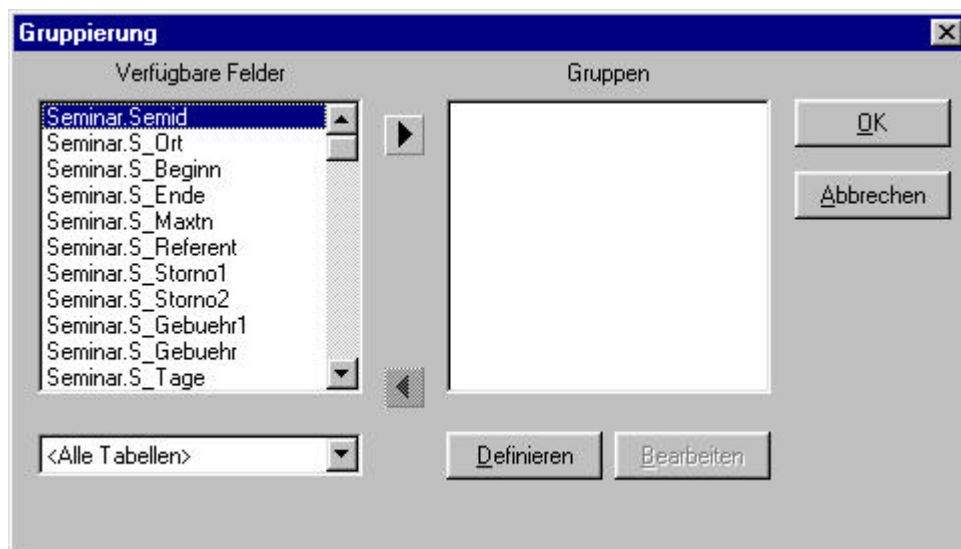 Gruppierung
Verfügbare Felder
Gruppen
Seminar.Semid
Seminar.S_Ort
Seminar.S_Beginn
Seminar.S_Ende
Seminar.S_Maxtn
Seminar.S_Referent
Seminar.S_Storno1
Seminar.S_Storno2
Seminar.S_Gebuehr1
Seminar.S_Gebuehr
Seminar.S_Tage
OK
Abbrechen
<Alle Tabellen>
Definieren
Bearbeiten